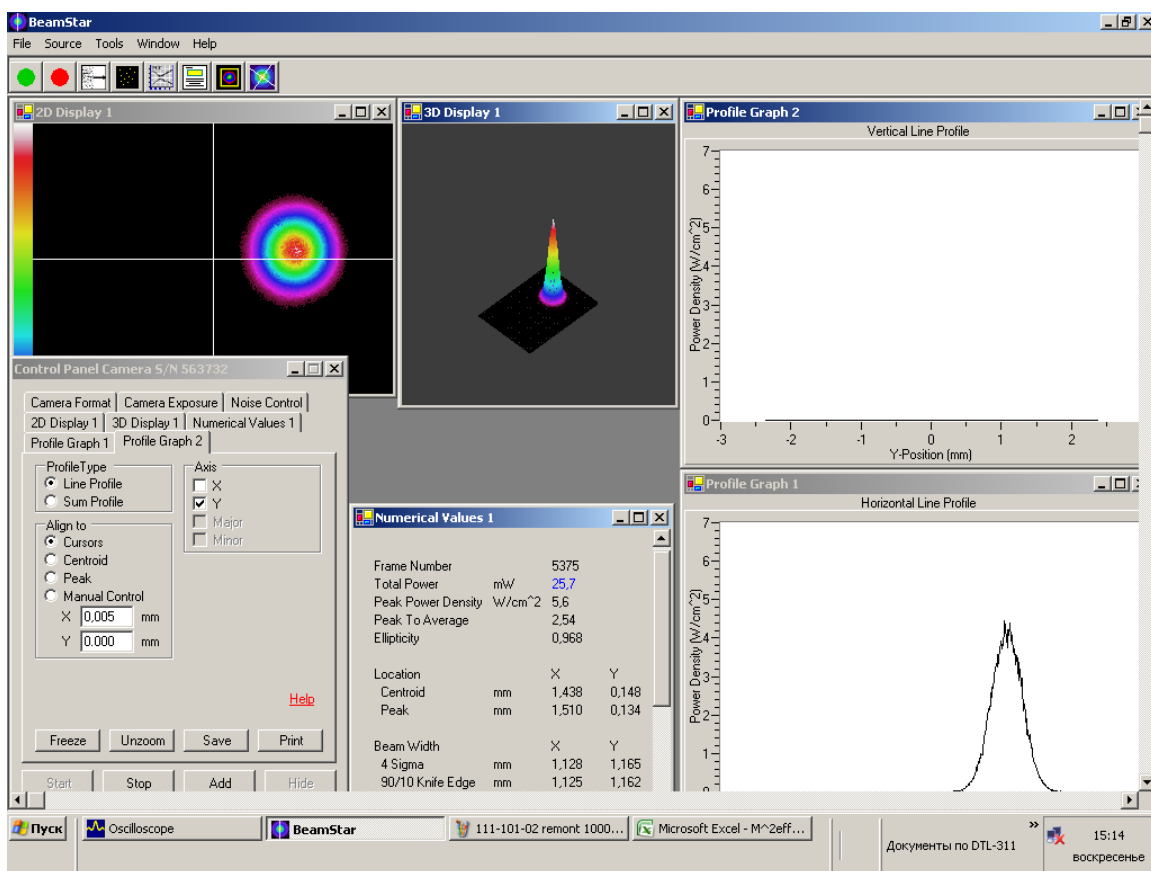 BeamStar
File Source Tools Window Help
2D Display 1
3D Display 1
Profile Graph 2
Vertical Line Profile
Power Density (W/cm^2)
7
6
5
4
3
2
1
0
-3 -2 -1 0 1 2
Y-Position (mm)
Control Panel Camera S/N 563732
Camera Format Camera Exposure Noise Control
2D Display 1 3D Display 1 Numerical Values 1
Profile Graph 1 Profile Graph 2
ProfileType
Line Profile
Sum Profile
Axis
X
Y
Major
Minor
Align to
Cursors
Centroid
Peak
Manual Control
X 0,005 mm
Y 0.000 mm
Help
Freeze Unzoom Save Print
Start Stop Add Hide
Numerical Values 1
Frame Number 5375
Total Power mW 25,7
Peak Power Density W/cm^2 5,6
Peak To Average 2,54
Ellipticity 0,968
Location X Y
Centroid mm 1,438 0,148
Peak mm 1,510 0,134
Beam Width X Y
4 Sigma mm 1,128 1,165
90/10 Knife Edge mm 1,125 1,162
Profile Graph 1
Horizontal Line Profile
Power Density (W/cm^2)
7
6
5
4
3
2
1
0
Пуск
Oscilloscope
BeamStar
111-101-02 remont 1000...
Microsoft Excel - M^2eff...
Документы по DTL-311
»
15:14
воскресенье